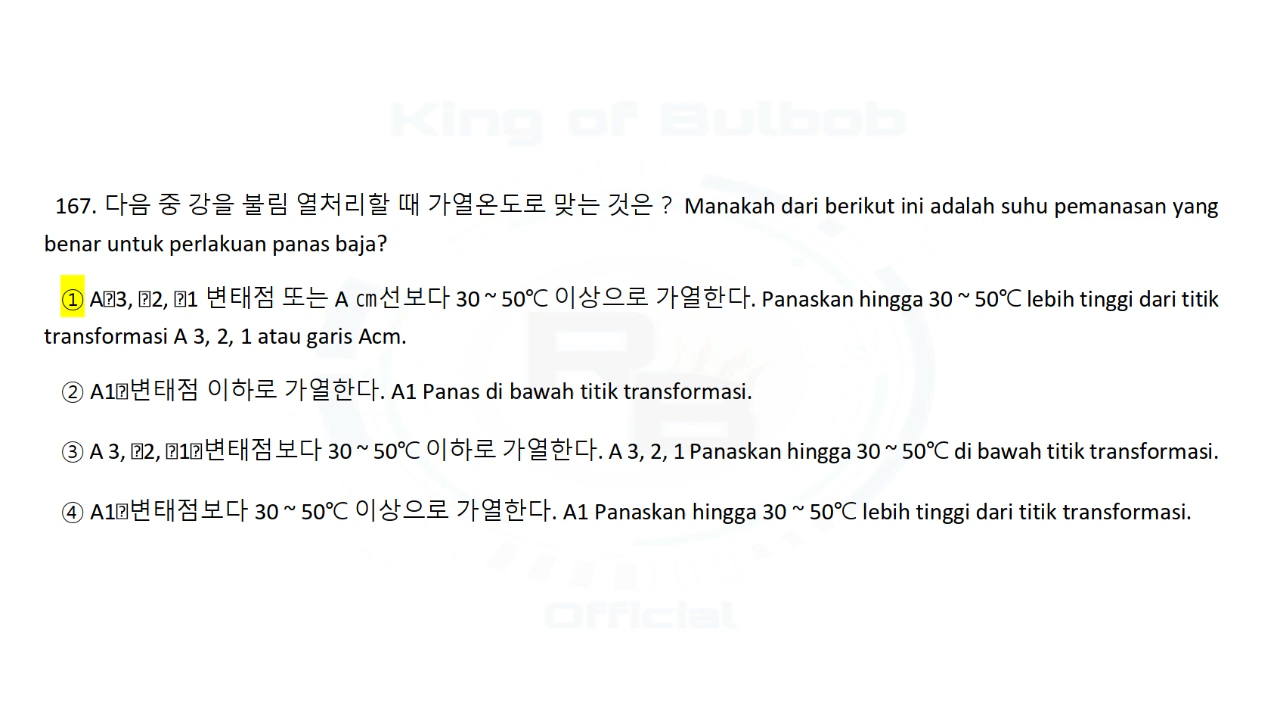 King of Bulbob
167. 다음 중 강을 불림 열처리할 때 가열온도로 맞는 것은 ? Manakah dari berikut ini adalah suhu pemanasan yang
benar untuk perlakuan panas baja?
① A�3, �2, �1 변태점 또는 A ㎝선보다 30 ~ 50℃ 이상으로 가열한다. Panaskan hingga 30 ~ 50℃ lebih tinggi dari titik
transformasi A 3, 2, 1 atau garis Acm.
② A1�변태점 이하로 가열한다. A1 Panas di bawah titik transformasi.
③ A 3, �2, �1�변태점보다 30 ~ 50℃ 이하로 가열한다. A 3, 2, 1 Panaskan hingga 30 ~ 50℃ di bawah titik transformasi.
④ A1�변태점보다 30 ~ 50℃ 이상으로 가열한다. A1 Panaskan hingga 30 ~ 50℃ lebih tinggi dari titik transformasi.
Official